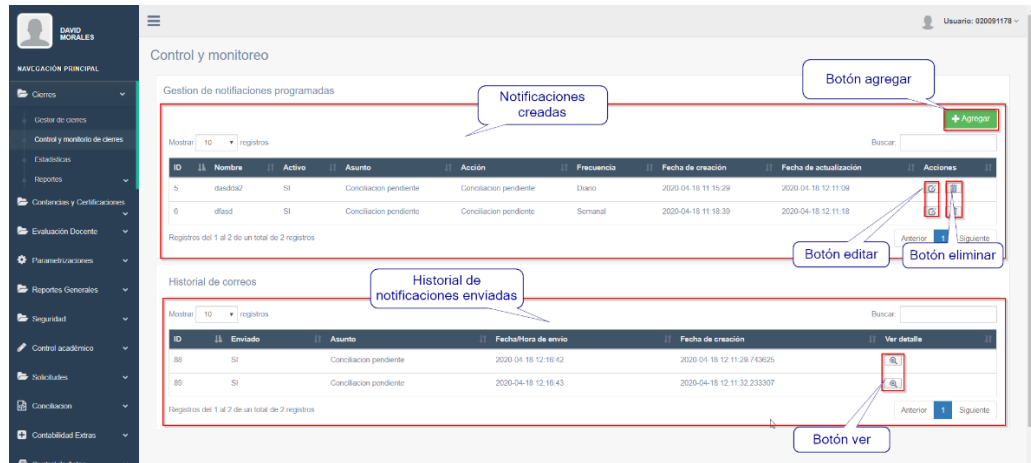 DAVID
MORALES
Usuario: 020091178
NAVEGACIÓN PRINCIPAL
Cierres
Gestor de cierres
Control y monitorio de cierres
Estadísticas
Reportes
Contancias y Certificaciones
Evaluación Docente
Parametrizaciones
Reportes Generales
Seguridad
Control académico
Solicitudes
Conciliacion
Contabilidad Extras
Control y monitoreo
Gestion de notifiaciones programadas
Notificaciones
creadas
Botón agregar
Agregar
Mostrar 10 registros
Buscar:
ID Nombre Activo Asunto Acción Frecuencia Fecha de creación Fecha de actualización Acciones
5 dasdda2 SI Conciliacion pendiente Conciliacion pendiente Diario 2020-04-18 11:15:29 2020-04-18 12:11:09
6 dfasd SI Conciliacion pendiente Conciliacion pendiente Semanal 2020-04-18 11:18:39 2020-04-18 12:11:18
Registros del 1 al 2 de un total de 2 registros
Anterior 1 Siguiente
Botón editar
Botón eliminar
Historial de correos
Historial de
notificaciones enviadas
Mostrar 10 registros
Buscar:
ID Enviado Asunto Fecha/Hora de envio Fecha de creación Ver detalle
88 SI Conciliacion pendiente 2020-04-18 12:16:42 2020-04-18 12:11:29.743625
89 SI Conciliacion pendiente 2020-04-18 12:16:43 2020-04-18 12:11:32.233307
Registros del 1 al 2 de un total de 2 registros
Anterior 1 Siguiente
Botón ver